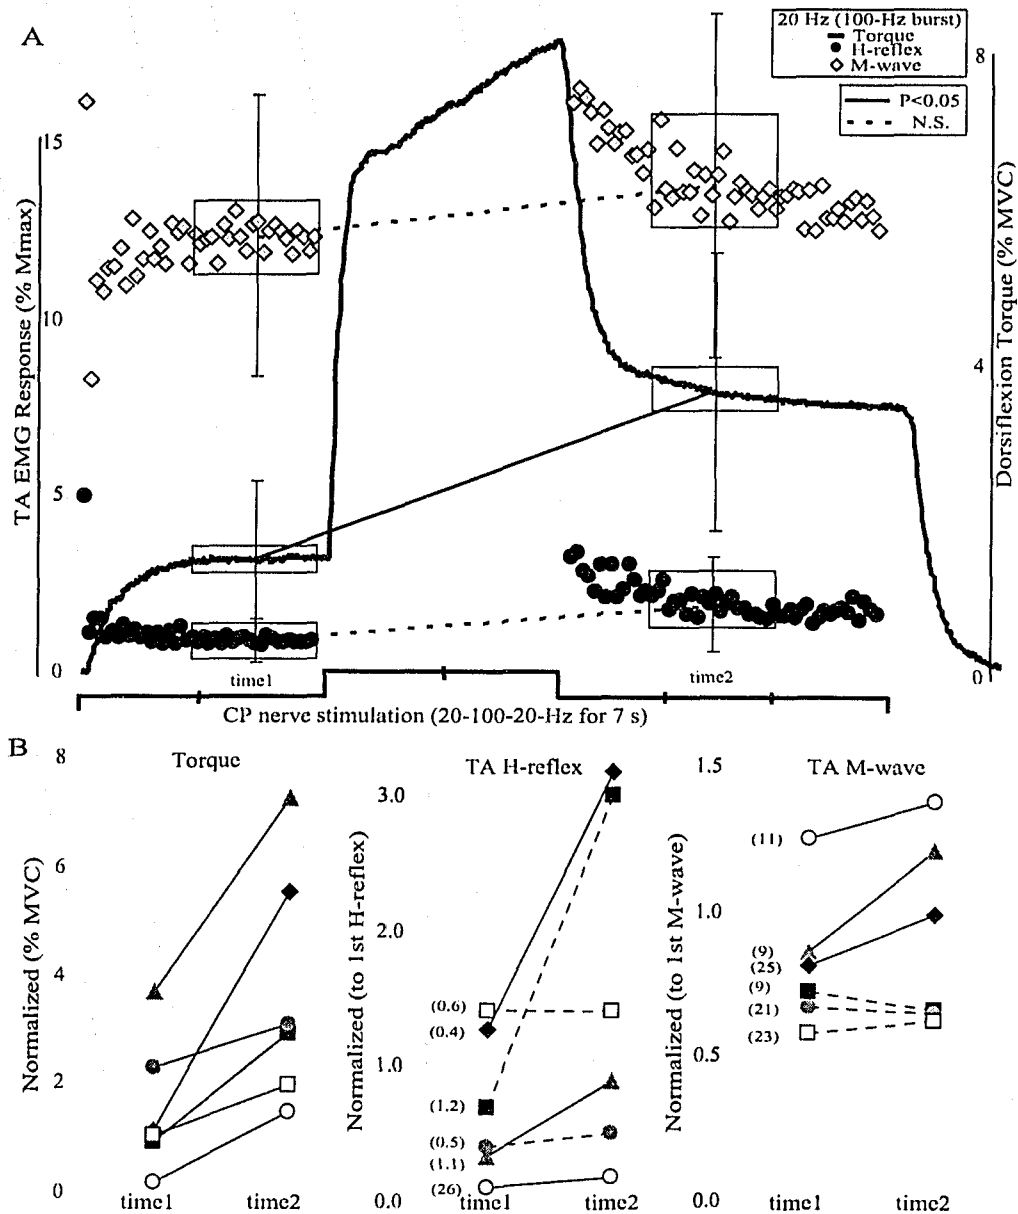 A
20 Hz (100-Hz burst)
Torque
H-reflex
M-wave
P<0.05
N.S.
TA EMG Response (% Mmax)
15
10
5
0
Dorsiflexion Torque (% MVC)
8
4
0
time1
time2
CP nerve stimulation (20-100-20-Hz for 7 s)
B
Torque
Normalized (% MVC)
8
6
4
2
0
time1
time2
TA H-reflex
Normalized (to 1st H-reflex)
3.0
2.0
1.0
0.0
(0.6)
(0.4)
(1.2)
(0.5)
(1.1)
(26)
time1
time2
TA M-wave
Normalized (to 1st M-wave)
1.5
1.0
0.5
0.0
(11)
(9)
(25)
(9)
(21)
(23)
time1
time2